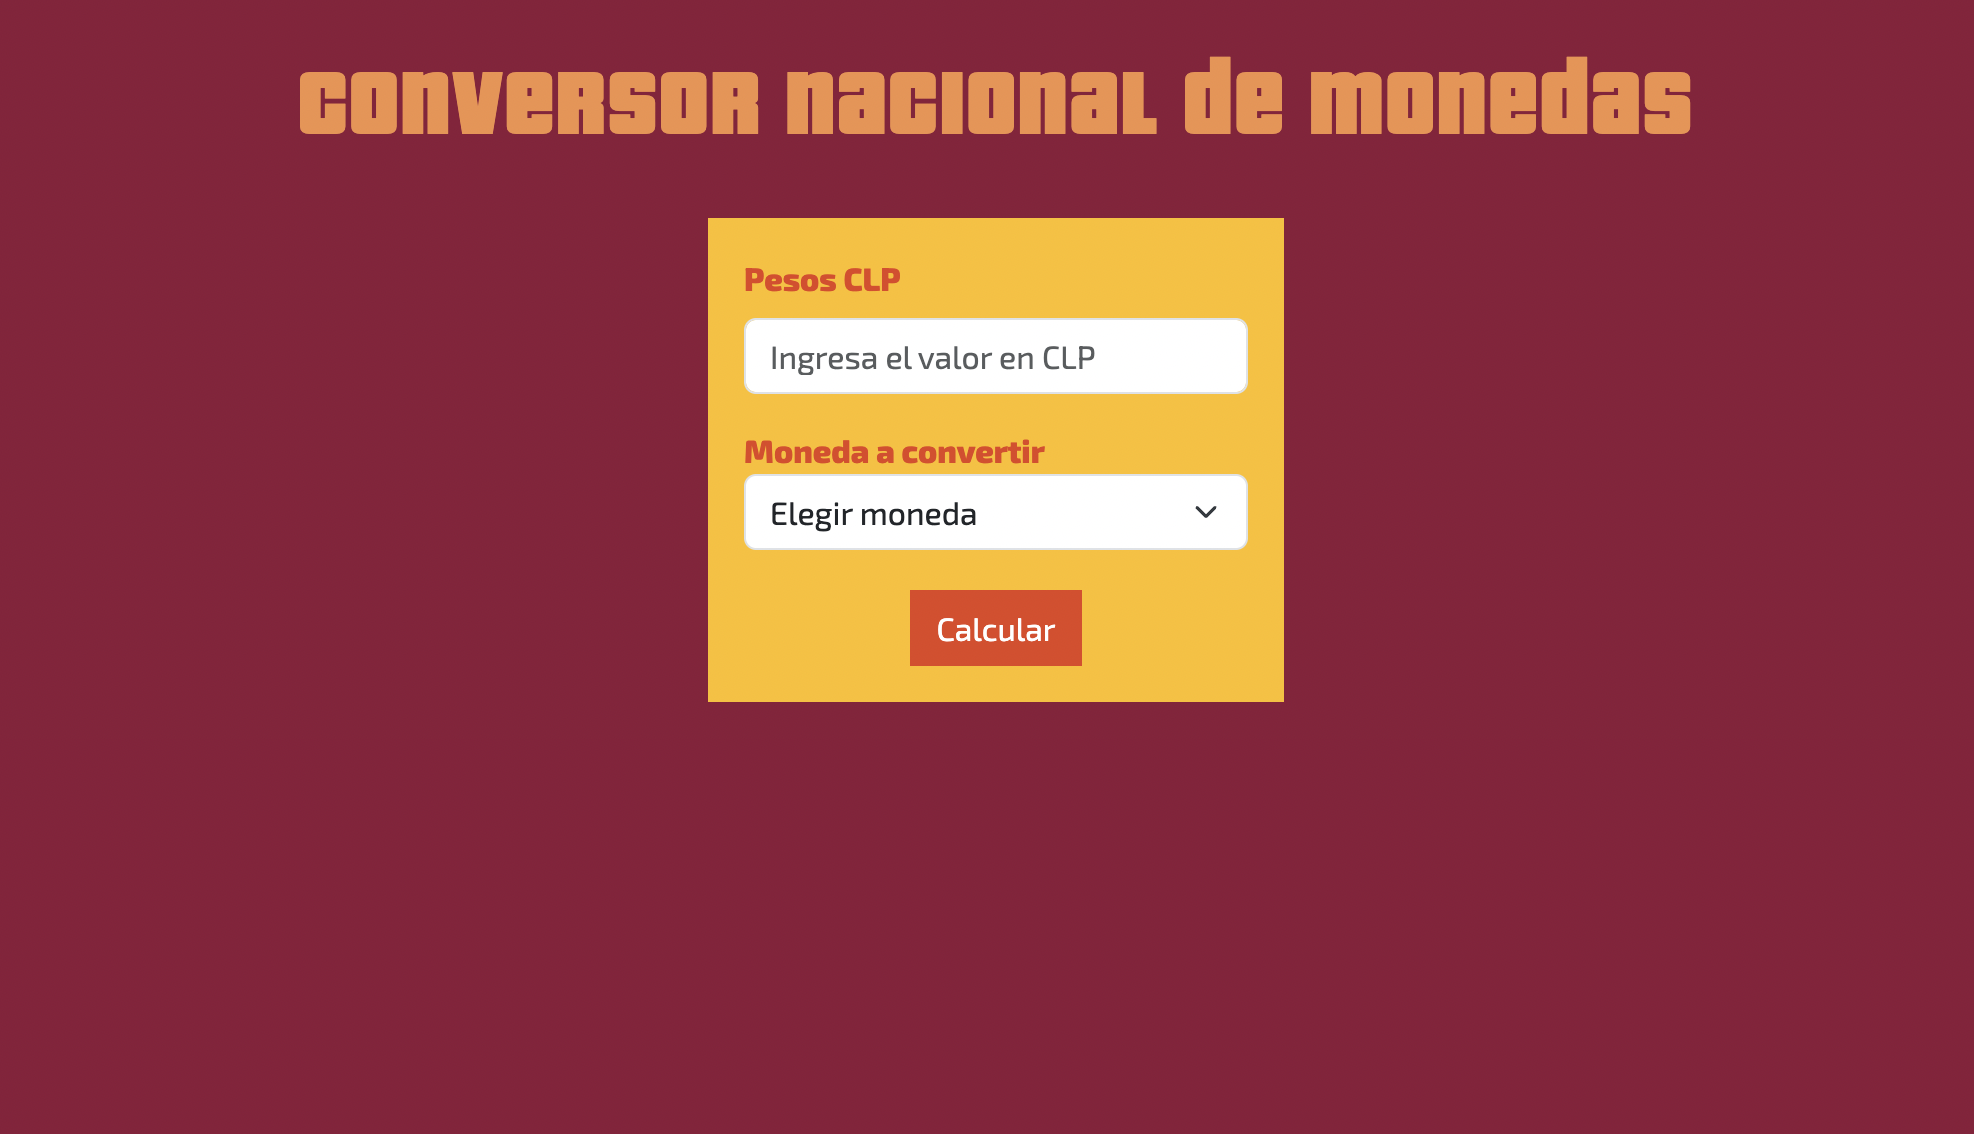 conversor nacional de monedas
Pesos CLP
Ingresa el valor en CLP
Moneda a convertir
Elegir moneda
Calcular